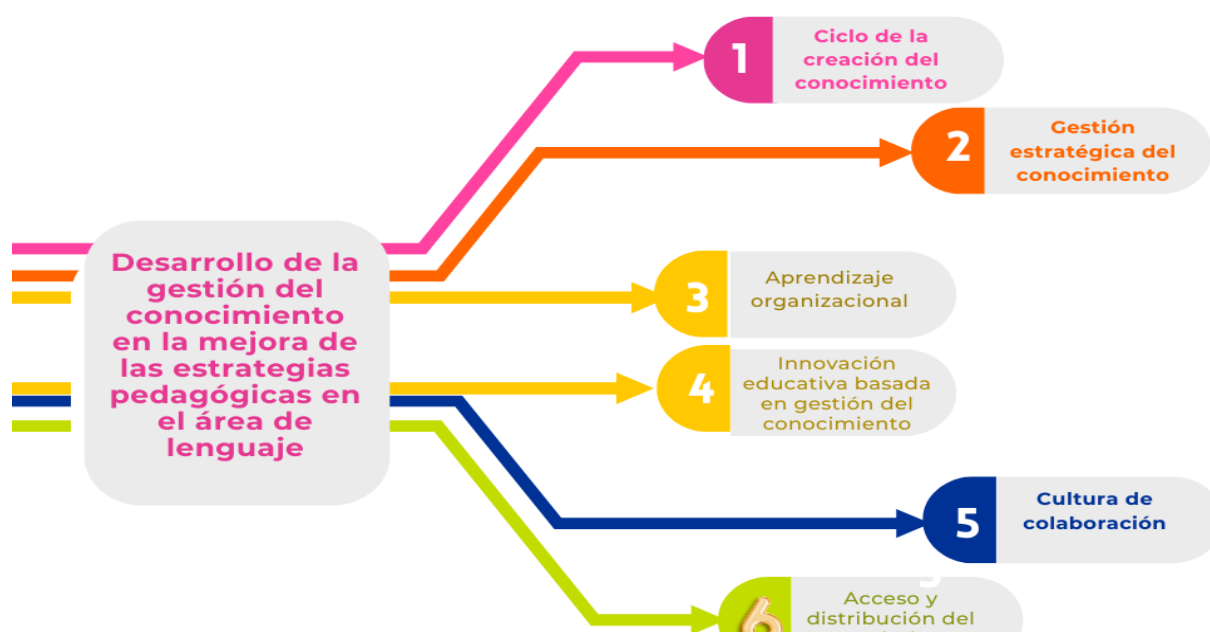 1
Ciclo de la
creación del
conocimiento
2
Gestión
estratégica del
conocimiento
Desarrollo de la
gestión del
conocimiento
en la mejora de
las estrategias
pedagógicas en
el área de
lenguaje
3
Aprendizaje
organizacional
4
Innovación
educativa basada
en gestión del
conocimiento
5
Cultura de
colaboración
6
Acceso y
distribución del